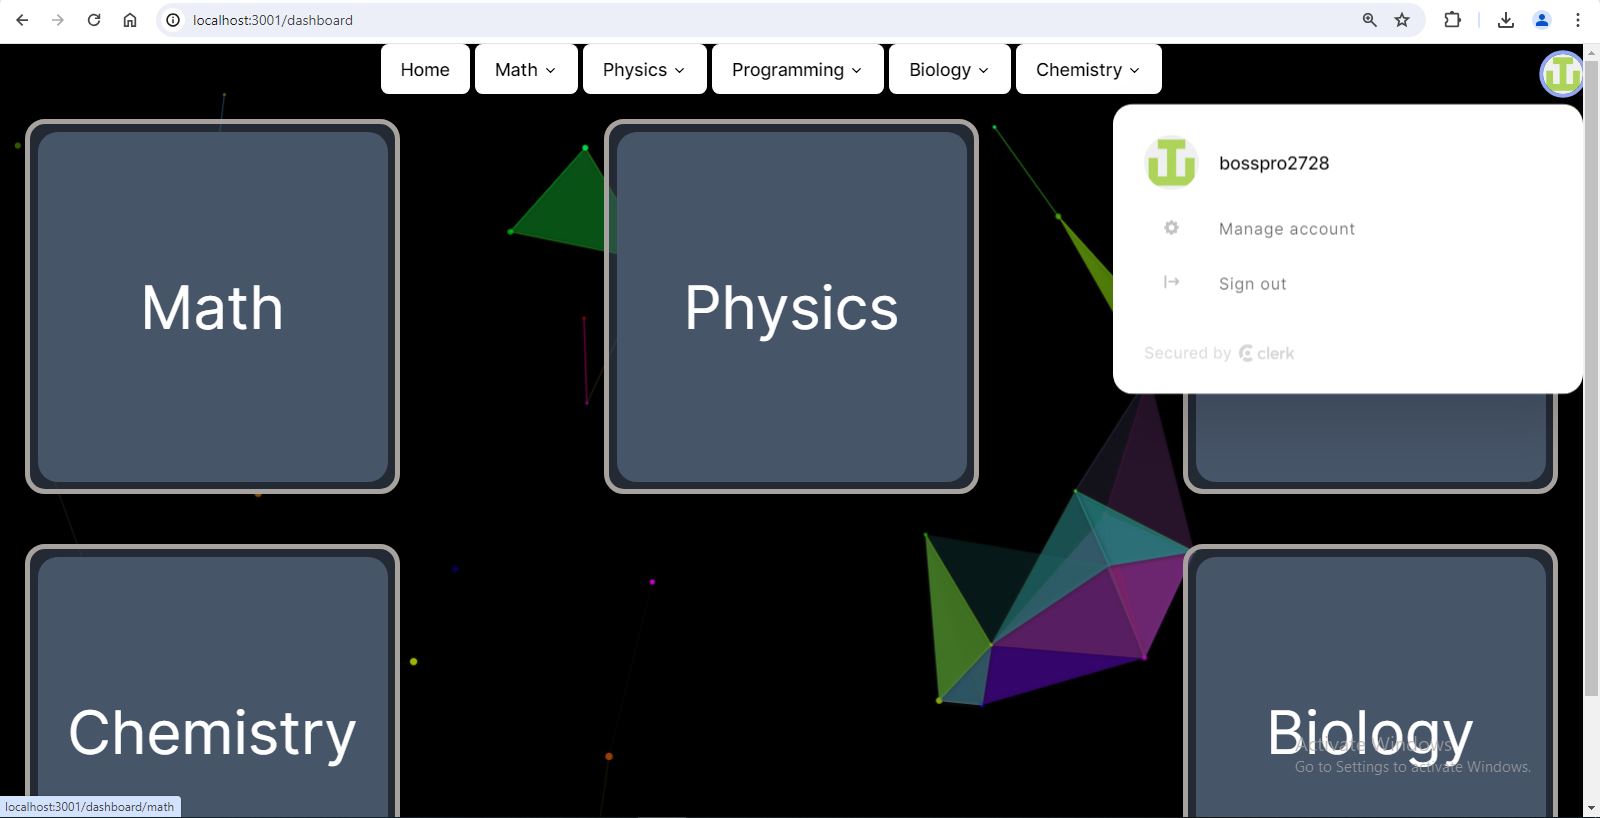 localhost:3001/dashboard
Home Math Physics Programming Biology Chemistry
bosspro2728
Manage account
Sign out
Secured by clerk
Math
Physics
Chemistry
Biology
Activate Windows
Go to Settings to activate Windows.
localhost:3001/dashboard/math